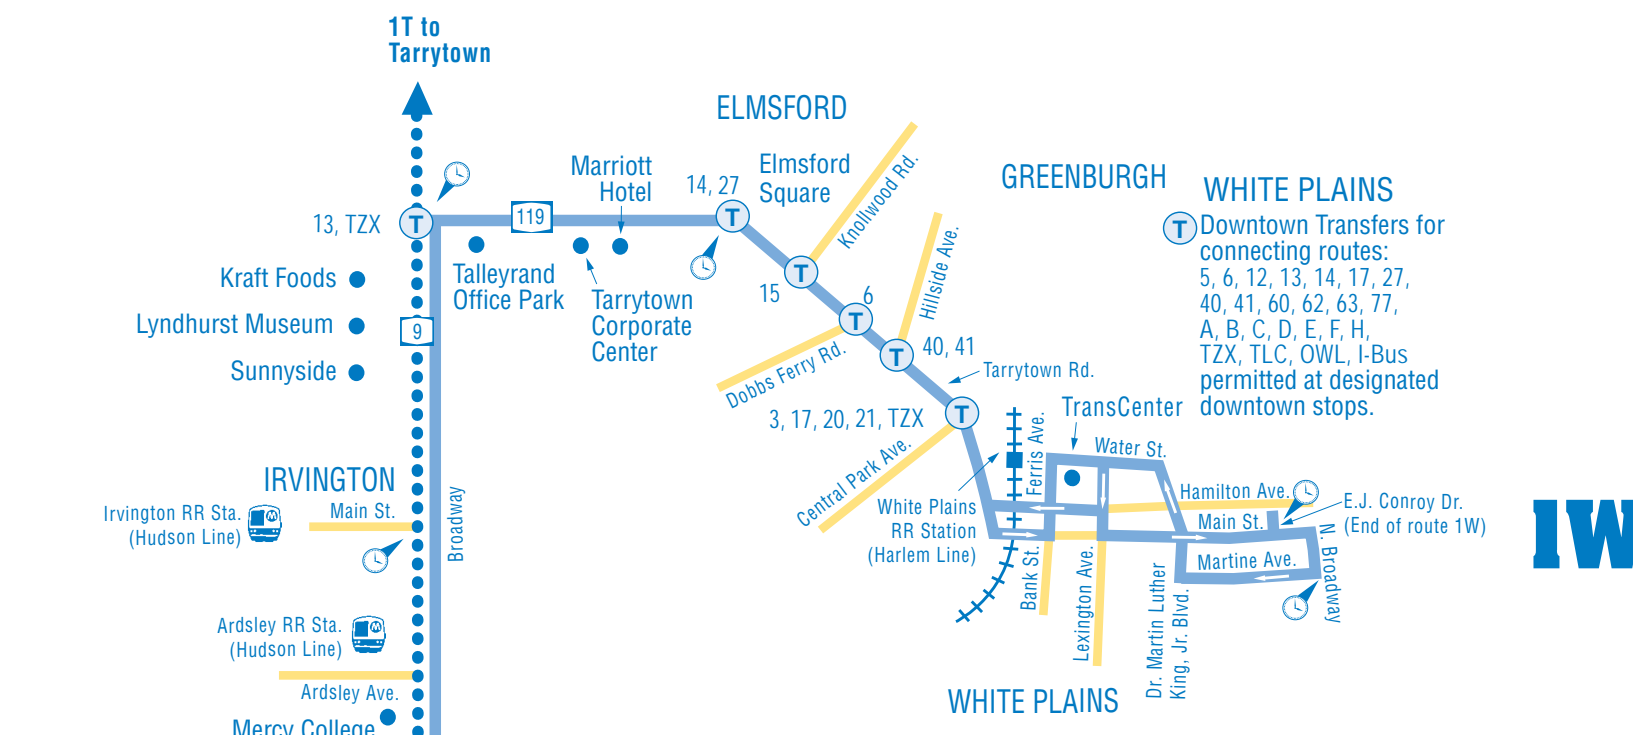 1T to
Tarrytown
ELMSFORD
Elmsford
Square
Marriott
Hotel
14, 27
Knollwood Rd.
GREENBURGH
WHITE PLAINS
T
Downtown Transfers for
connecting routes:
5, 6, 12, 13, 14, 17, 27,
40, 41, 60, 62, 63, 77,
A, B, C, D, E, F, H,
TZX, TLC, OWL, I-Bus
permitted at designated
downtown stops.
13, TZX
T
119
T
T
15
6
T
Hillside Ave.
T
40, 41
Kraft Foods
Talleyrand
Office Park
Tarrytown
Corporate
Center
Lyndhurst Museum
9
Sunnyside
Dobbs Ferry Rd.
Tarrytown Rd.
3, 17, 20, 21, TZX
T
Central Park Ave.
TransCenter
Ferris Ave.
Water St.
IRVINGTON
Irvington RR Sta.
(Hudson Line)
M
Main St.
Broadway
White Plains
RR Station
(Harlem Line)
Hamilton Ave.
Main St.
E.J. Conroy Dr.
(End of route 1W)
Martine Ave.
N. Broadway
Bank St.
Lexington Ave.
Dr. Martin Luther
King, Jr. Blvd.
1W
Ardsley RR Sta.
(Hudson Line)
M
Ardsley Ave.
Mercy College
WHITE PLAINS